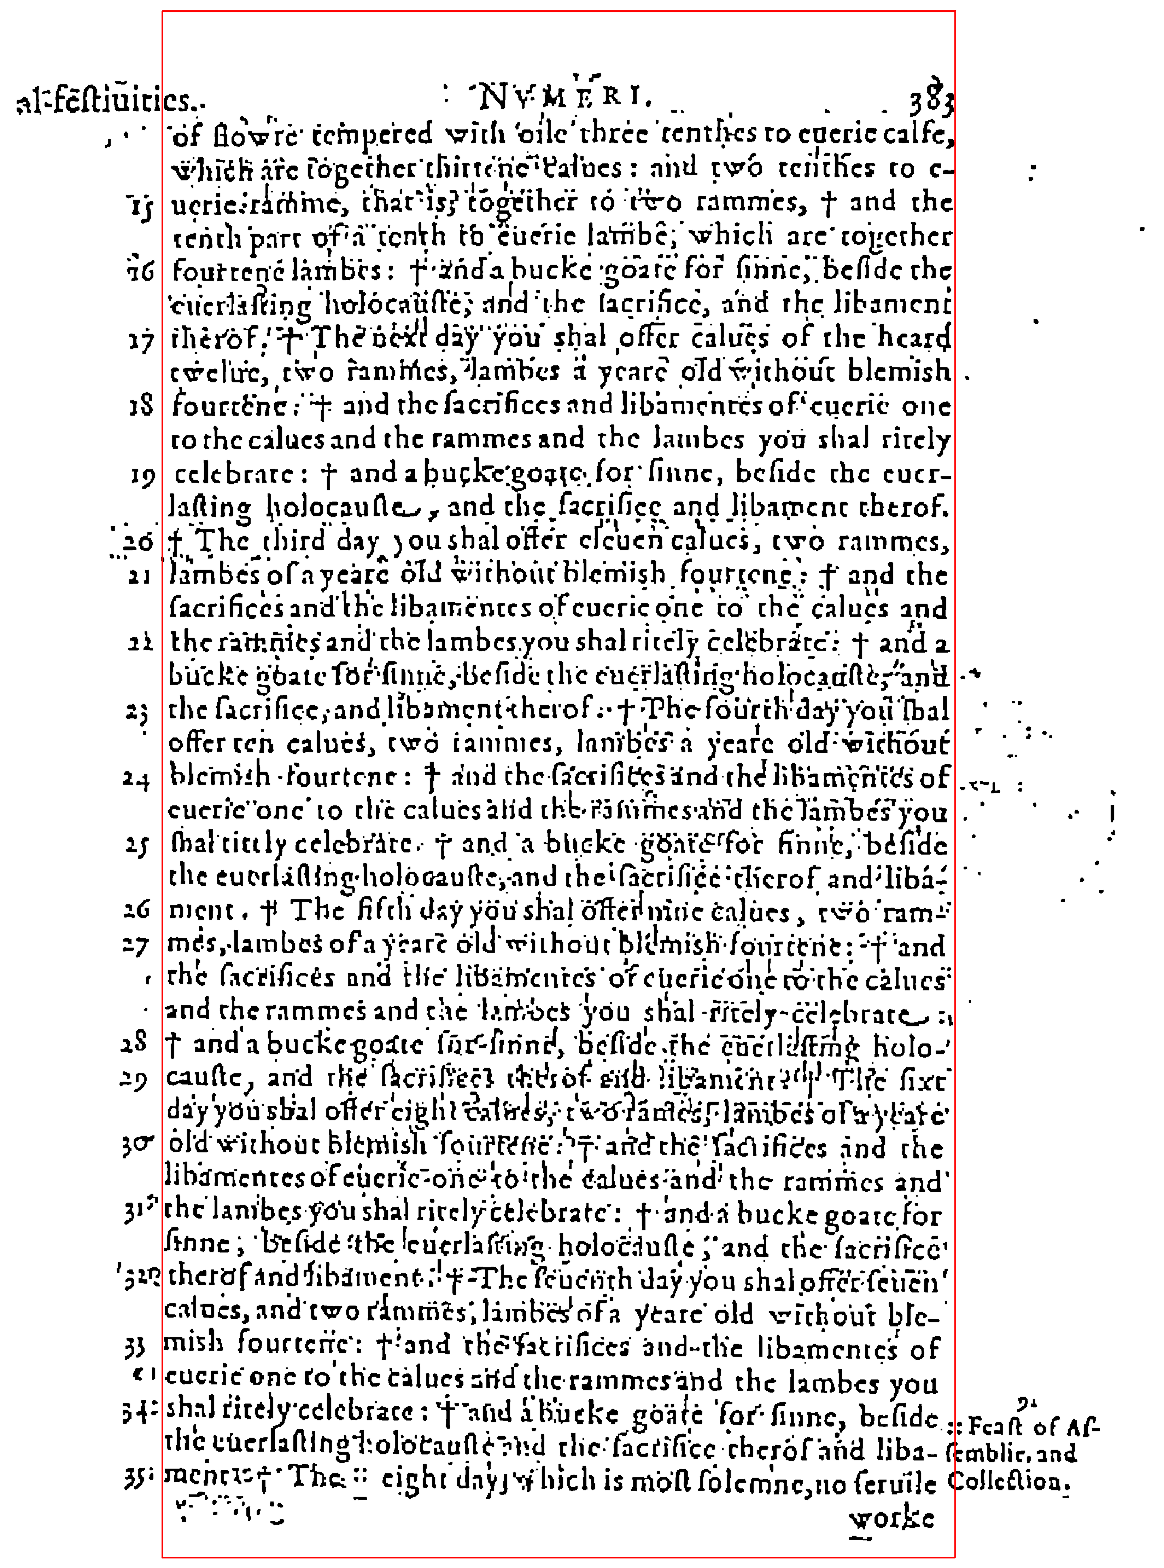 al-festiuities. NVMERI. 383
of flowre tempered with oile three tenthes to euerie calfe,
which are together thirtene calues: and two tenthes to e-
15 uerie ramme, that is, together to two rammes, † and the
tenth part of a tenth to euerie lambe, which are together
16 fourtene lambes: † and a bucke goate for sinne, beside the
euerlasting holocauste, and the sacrifice, and the libament
17 therof. † The next day you shal offer calues of the heard
twelue, two rammes, lambes a yeare old without blemish
18 fourtene: † and the sacrifices and libamentes of euerie one
to the calues and the rammes and the lambes you shal ritely
19 celebrate: † and a bucke goate for sinne, beside the euer-
lasting holocauste, and the sacrifice and libament therof.
20 † The third day you shal offer eleuen calues, two rammes,
21 lambes of a yeare old without blemish fourtene: † and the
sacrifices and the libamentes of euerie one to the calues and
22 the rammes and the lambes you shal ritely celebrate: † and a
bucke goate for sinne, beside the euerlasting holocauste, and
23 the sacrifice, and libament therof. † The fourth day you shal
offer ten calues, two rammes, lambes a yeare old without
24 blemish fourtene: † and the sacrifices and the libamentes of
euerie one to the calues and the rammes and the lambes you
25 shal ritely celebrate. † and a bucke goate for sinne, beside
the euerlasting holocauste, and the sacrifice therof and liba-
26 ment. † The fifth day you shal offer nine calues, two ram-
27 mes, lambes of a yeare old without blemish fourtene: † and
the sacrifices and the libamentes of euerie one to the calues
and the rammes and the lambes you shal ritely celebrate:
28 † and a bucke goate for sinne, beside the euerlasting holo-
29 causte, and the sacrifice therof and libament. † The sixt
day you shal offer eight calues, two rames, lambes of a yeare
30 old without blemish fourtene: † and the sacrifices and the
libamentes of euerie one to the calues and the rammes and
31 the lambes you shal ritely celebrate: † and a bucke goate for
sinne, beside the euerlasting holocauste, and the sacrifice
32 therof and libament. † The seuenth day you shal offer seuen
calues, and two rammes, lambes of a yeare old without ble-
33 mish fourtene: † and the sacrifices and the libamentes of
euerie one to the calues and the rammes and the lambes you
34 shal ritely celebrate: † and a bucke goate for sinne, beside
the euerlasting holocauste and the sacrifice therof and liba-
35 ment: † The :: eight day, which is most solemne, no seruile
worke
:: Feast of As-
semblie, and
Collection.